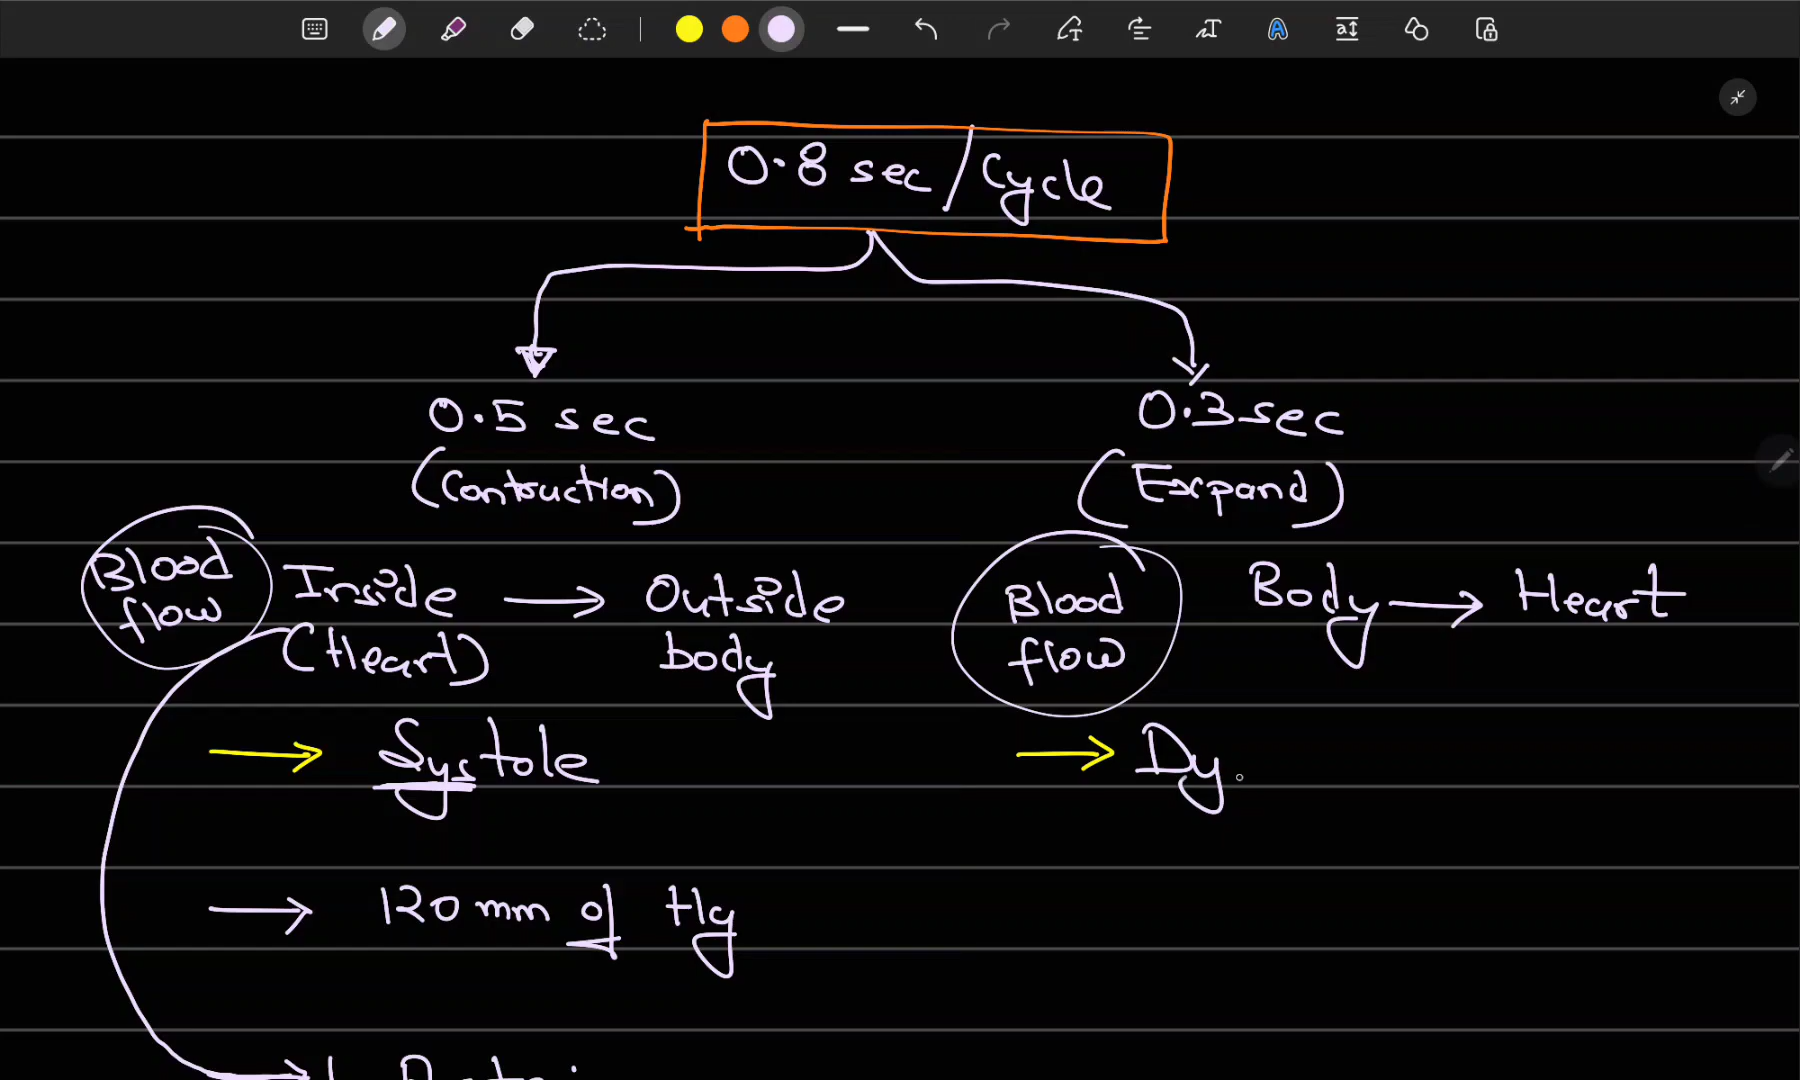 0.8 sec/Cycle
0.5 sec
(Contruction)
0.3 sec
(Expand)
Blood flow
Inside (Heart) → Outside body
Blood flow
Body → Heart
→ Systole
→ Dy
→ 120 mm of Hg